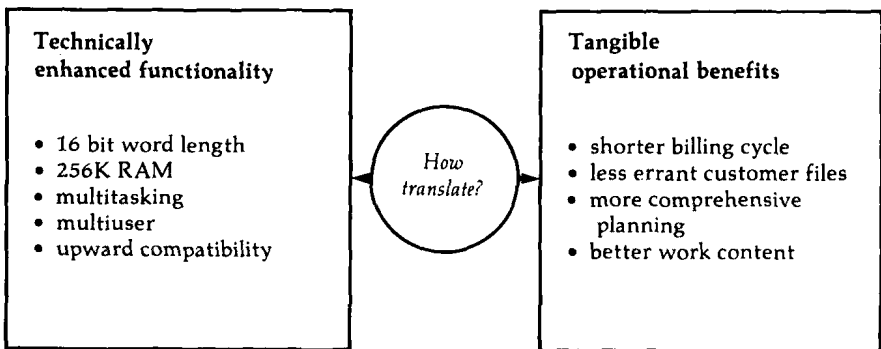 Technically
enhanced functionality
• 16 bit word length
• 256K RAM
• multitasking
• multiuser
• upward compatibility
How
translate?
Tangible
operational benefits
• shorter billing cycle
• less errant customer files
• more comprehensive
planning
• better work content